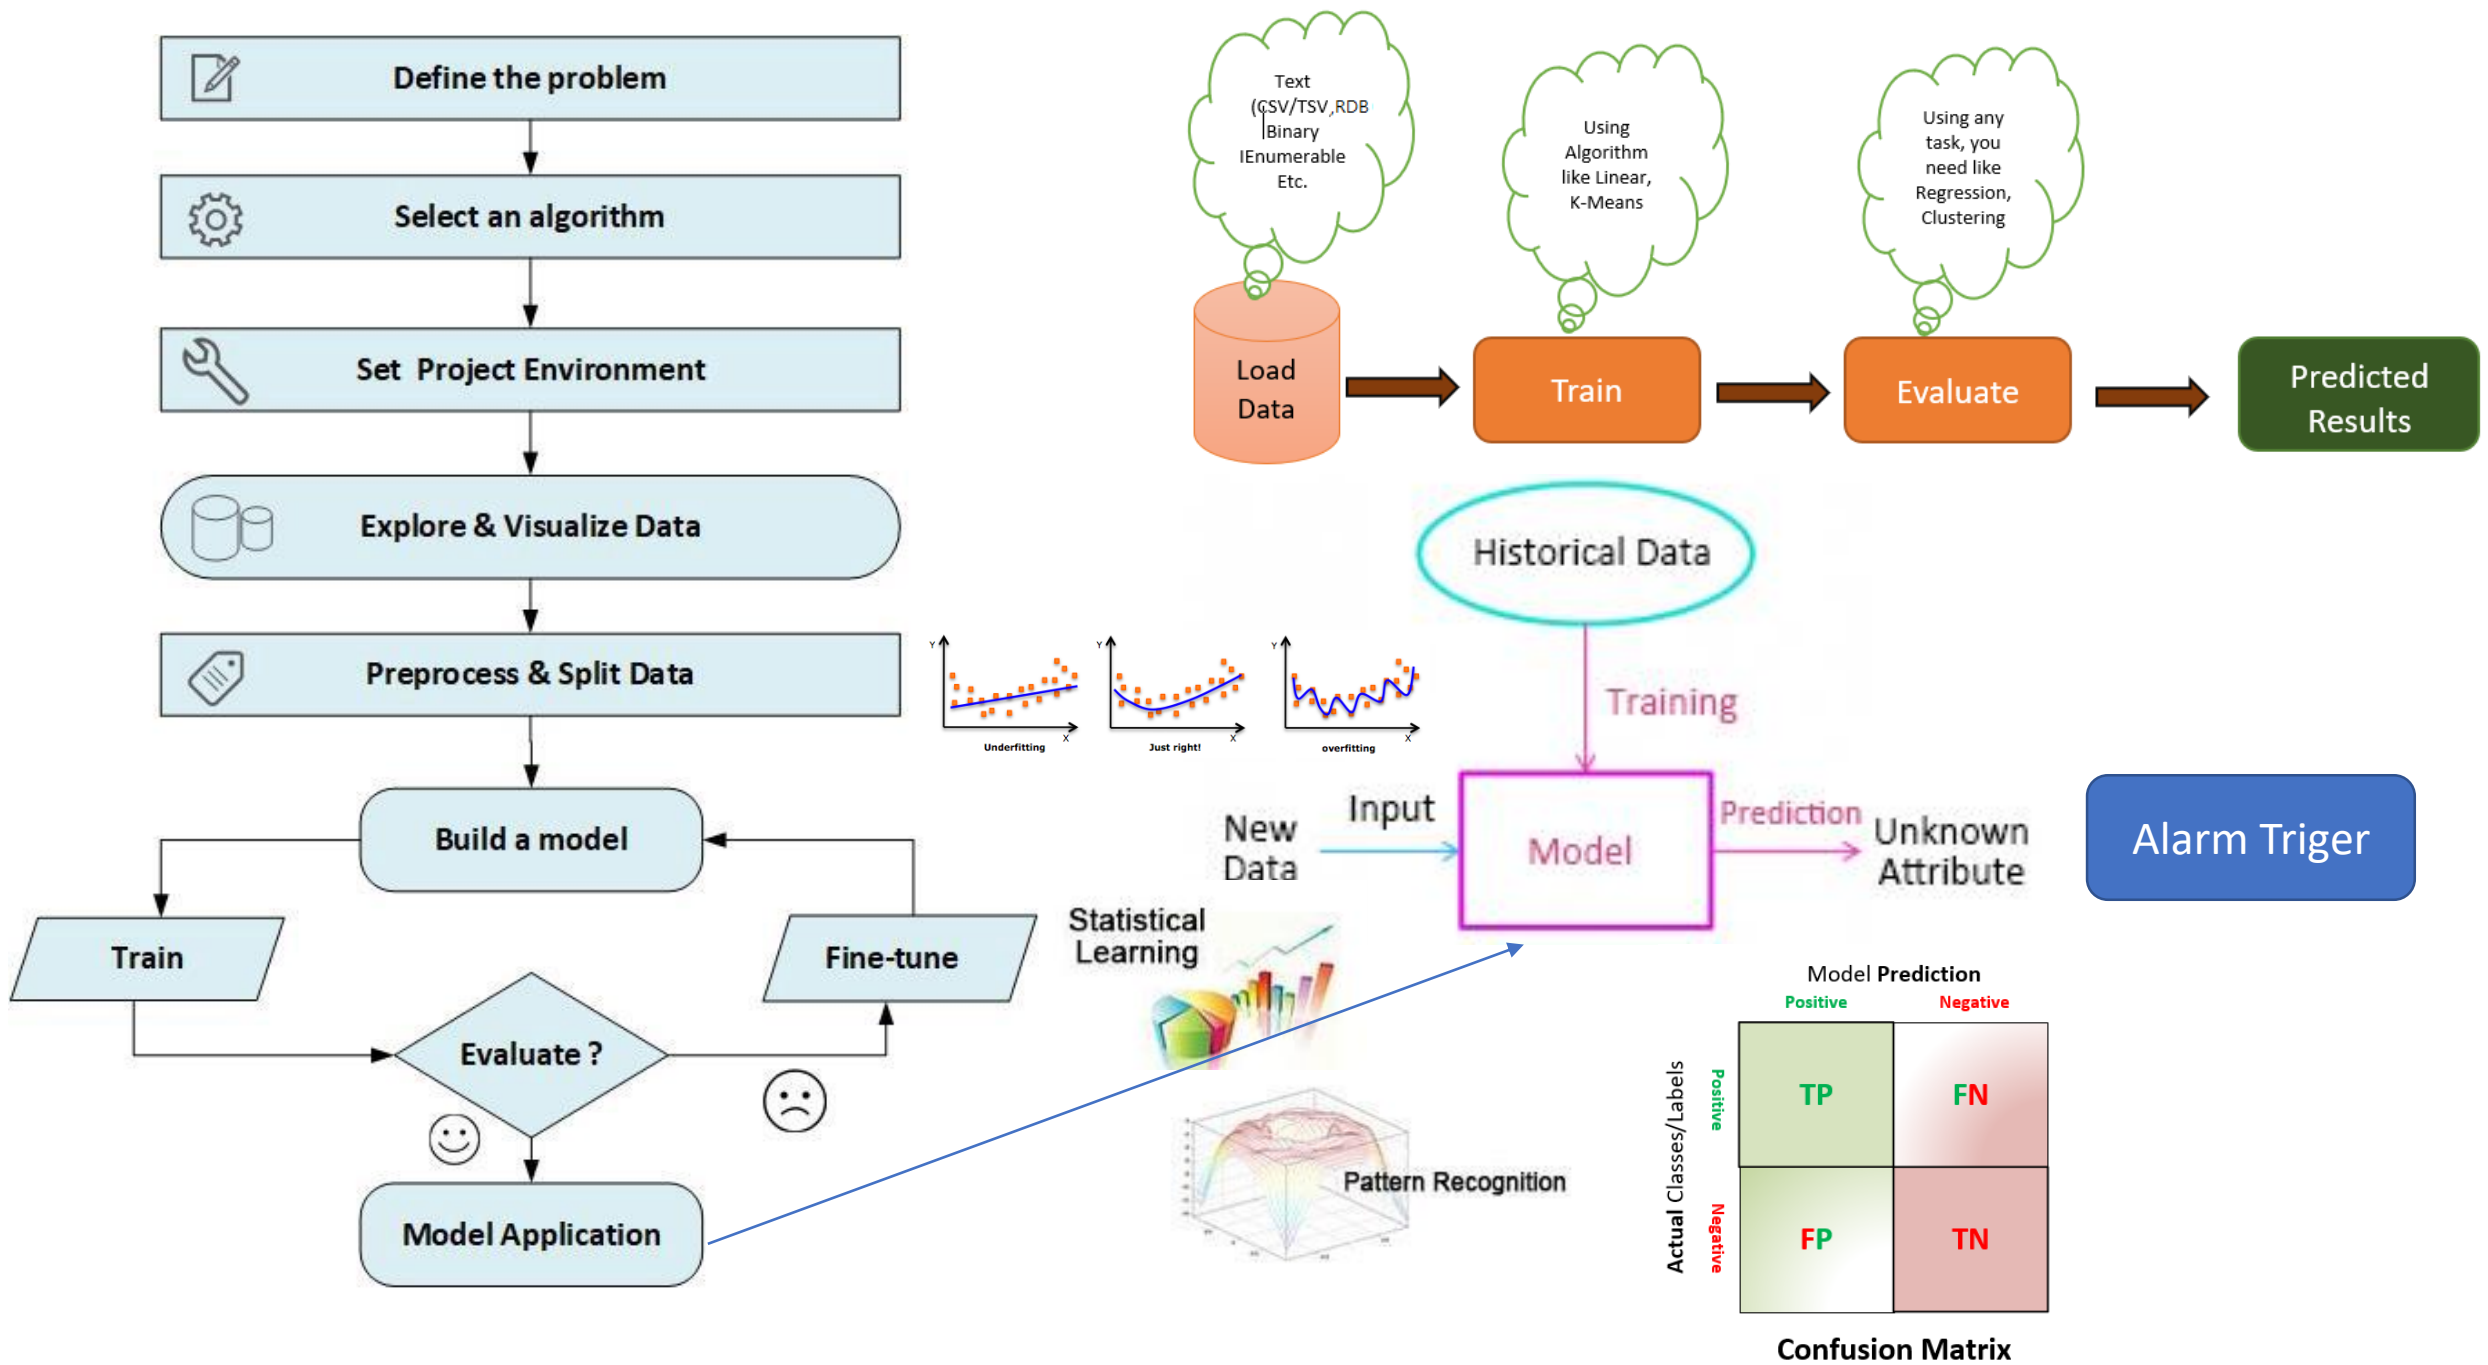 Define the problem
Select an algorithm
Set Project Environment
Explore & Visualize Data
Preprocess & Split Data
Build a model
Train
Fine-tune
Evaluate ?
Model Application
Text
(CSV/TSV,RDB
Binary
IEnumerable
Etc.
Using
Algorithm
like Linear,
K-Means
Using any
task, you
need like
Regression,
Clustering
Load
Data
Train
Evaluate
Predicted
Results
Historical Data
Training
Y
X
Underfitting
Y
X
Just right!
Y
X
overfitting
New
Data
Input
Model
Prediction
Unknown
Attribute
Alarm Triger
Statistical
Learning
Pattern Recognition
Model Prediction
Positive
Negative
Actual Classes/Labels
Positive
Negative
TP
FN
FP
TN
Confusion Matrix